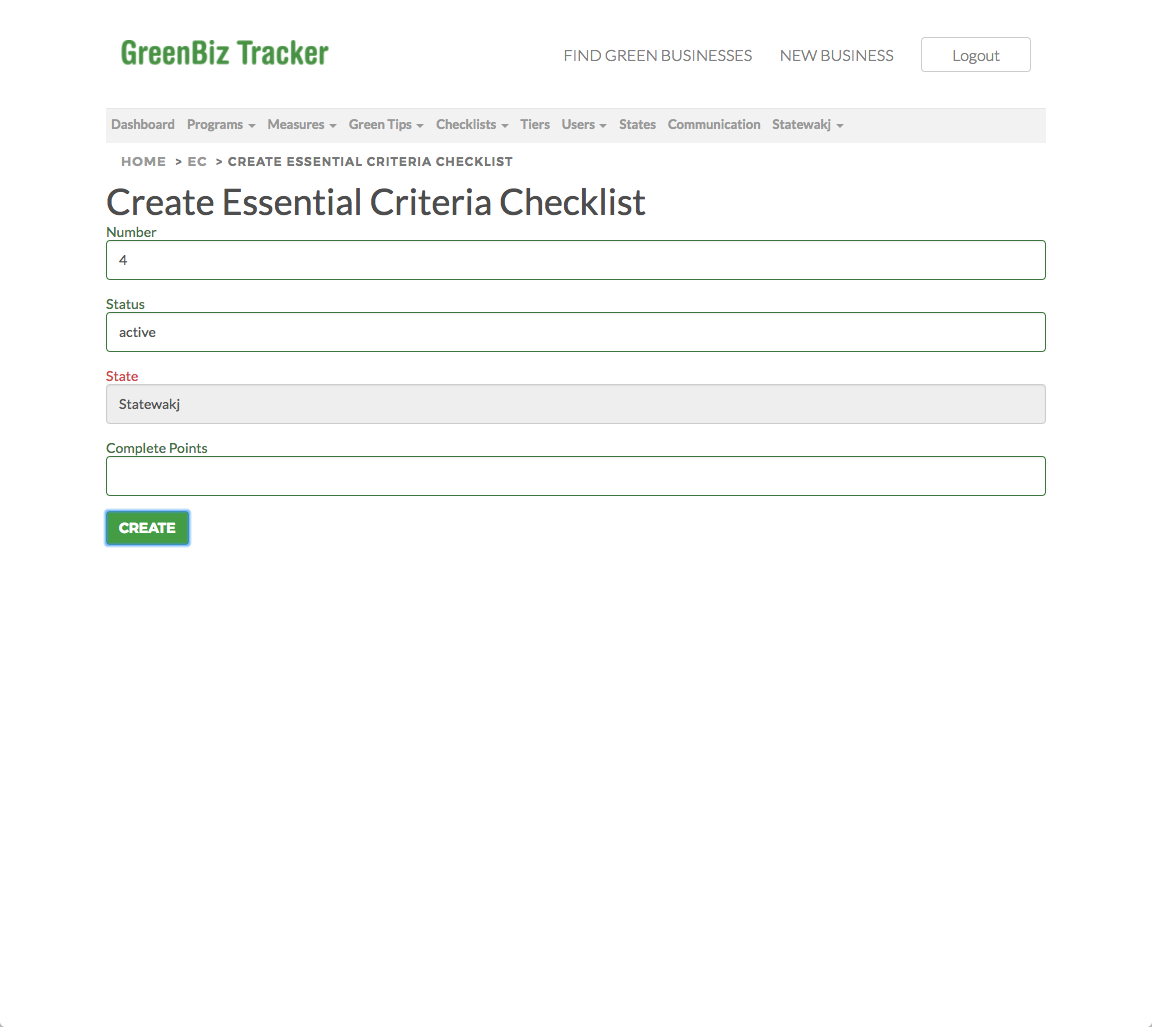 GreenBiz Tracker
FIND GREEN BUSINESSES NEW BUSINESS Logout
Dashboard Programs Measures Green Tips Checklists Tiers Users States Communication Statewakj
HOME > EC > CREATE ESSENTIAL CRITERIA CHECKLIST
Create Essential Criteria Checklist
Number
4
Status
active
State
Statewakj
Complete Points
CREATE